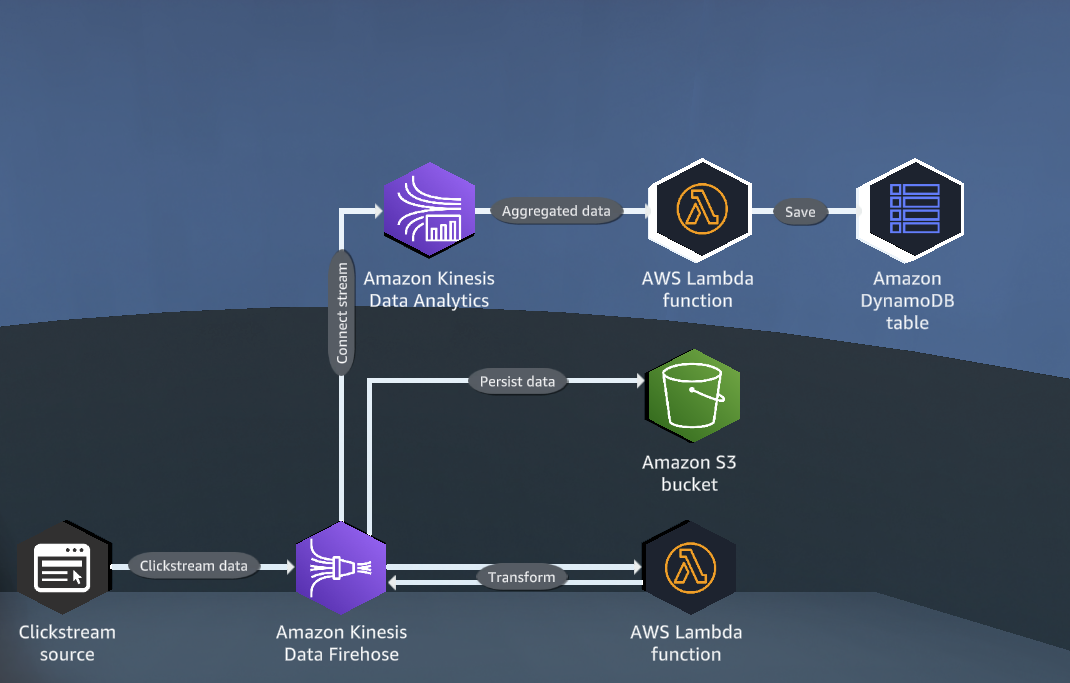 Aggregated data
Save
Amazon Kinesis
Data Analytics
AWS Lambda
function
Amazon
DynamoDB
table
Connect stream
Persist data
Amazon S3
bucket
Clickstream data
Transform
Clickstream
source
Amazon Kinesis
Data Firehose
AWS Lambda
function